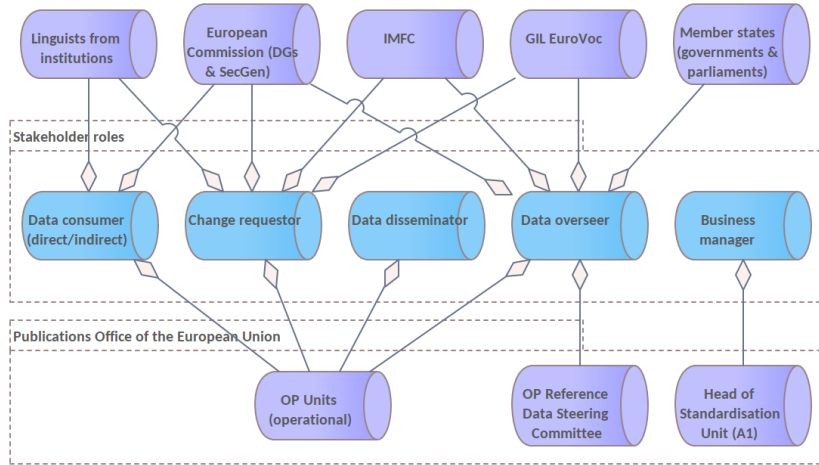 Linguists from
institutions
European
Commission (DGs
& SecGen)
IMFC
GIL EuroVoc
Member states
(governments &
parliaments)
Stakeholder roles
Data consumer
(direct/indirect)
Change requestor
Data disseminator
Data overseer
Business
manager
Publications Office of the European Union
OP Units
(operational)
OP Reference
Data Steering
Committee
Head of
Standardisation
Unit (A1)